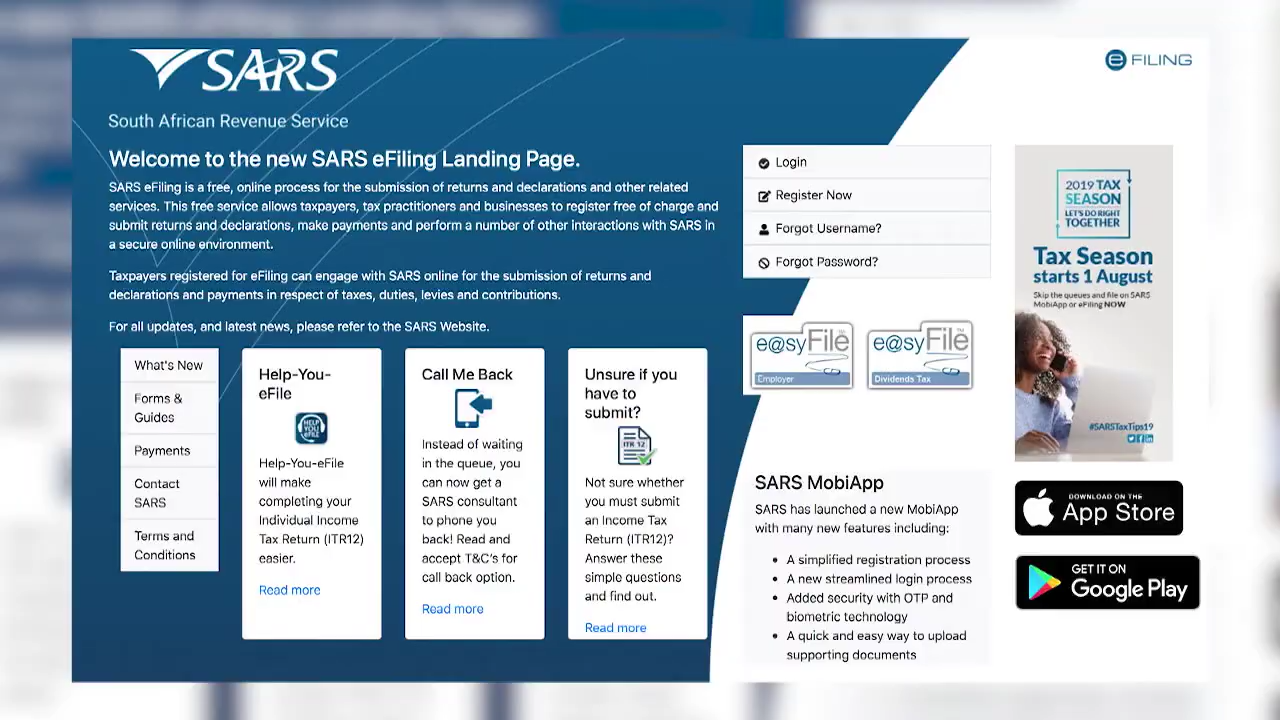 SARS
South African Revenue Service
e FILING
Welcome to the new SARS eFiling Landing Page.
SARS eFiling is a free, online process for the submission of returns and declarations and other related
services. This free service allows taxpayers, tax practitioners and businesses to register free of charge and
submit returns and declarations, make payments and perform a number of other interactions with SARS in
a secure online environment.
Taxpayers registered for eFiling can engage with SARS online for the submission of returns and
declarations and payments in respect of taxes, duties, levies and contributions.
For all updates, and latest news, please refer to the SARS Website.
What's New
Forms &
Guides
Payments
Contact
SARS
Terms and
Conditions
Help-You-
eFile
HELP
YOU
eFILE
Help-You-eFile
will make
completing your
Individual Income
Tax Return (ITR12)
easier.
Read more
Call Me Back
Instead of waiting
in the queue, you
can now get a
SARS consultant
to phone you
back! Read and
accept T&C's for
call back option.
Read more
Unsure if you
have to
submit?
ITR 12
Not sure whether
you must submit
an Income Tax
Return (ITR12)?
Answer these
simple questions
and find out.
Read more
Login
Register Now
Forgot Username?
Forgot Password?
e@syFile
Employer
e@syFile
Dividends Tax
SARS MobiApp
SARS has launched a new MobiApp
with many new features including:
• A simplified registration process
• A new streamlined login process
• Added security with OTP and
biometric technology
• A quick and easy way to upload
supporting documents
2019 TAX
SEASON
LET'S DO RIGHT
TOGETHER
Tax Season
starts 1 August
Skip the queues and file on SARS
MobiApp or eFiling NOW
#SARSTaxTips19
DOWNLOAD ON THE
App Store
GET IT ON
Google Play